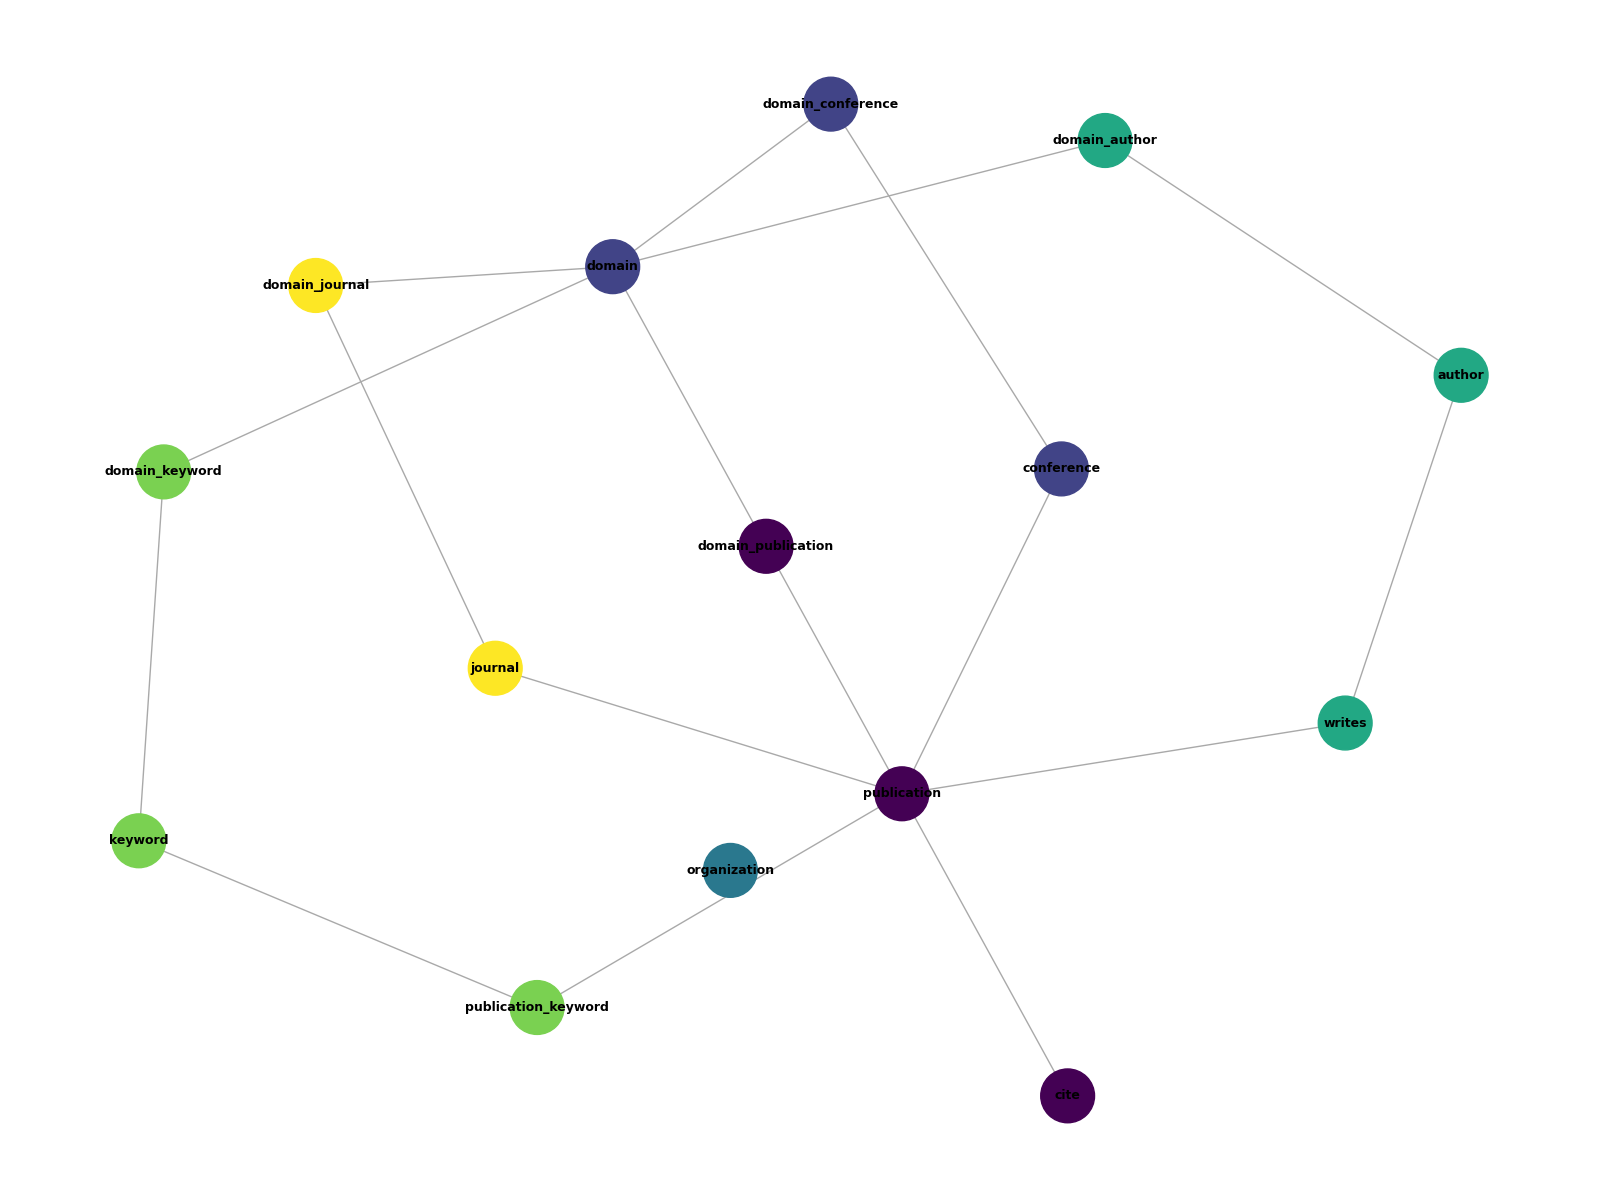 domain_conference
domain_author
domain
domain_journal
author
conference
domain_keyword
domain_publication
journal
writes
publication
keyword
organization
publication_keyword
cite